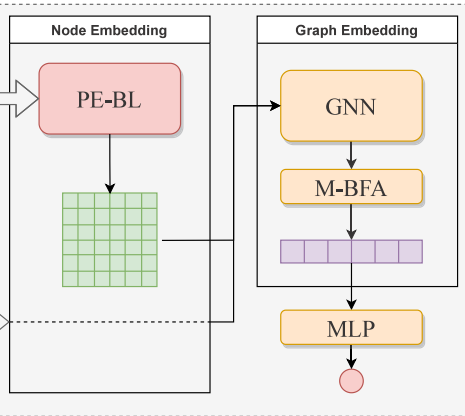 Node Embedding
PE-BL
Graph Embedding
GNN
M-BFA
MLP